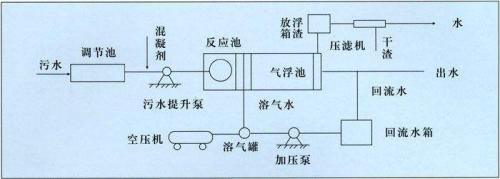 污水
调节池
混凝剂
污水提升泵
反应池
气浮池
放浮
箱渣
压滤机
干渣
水
出水
回流水
溶气水
空压机
溶气罐
加压泵
回流水箱